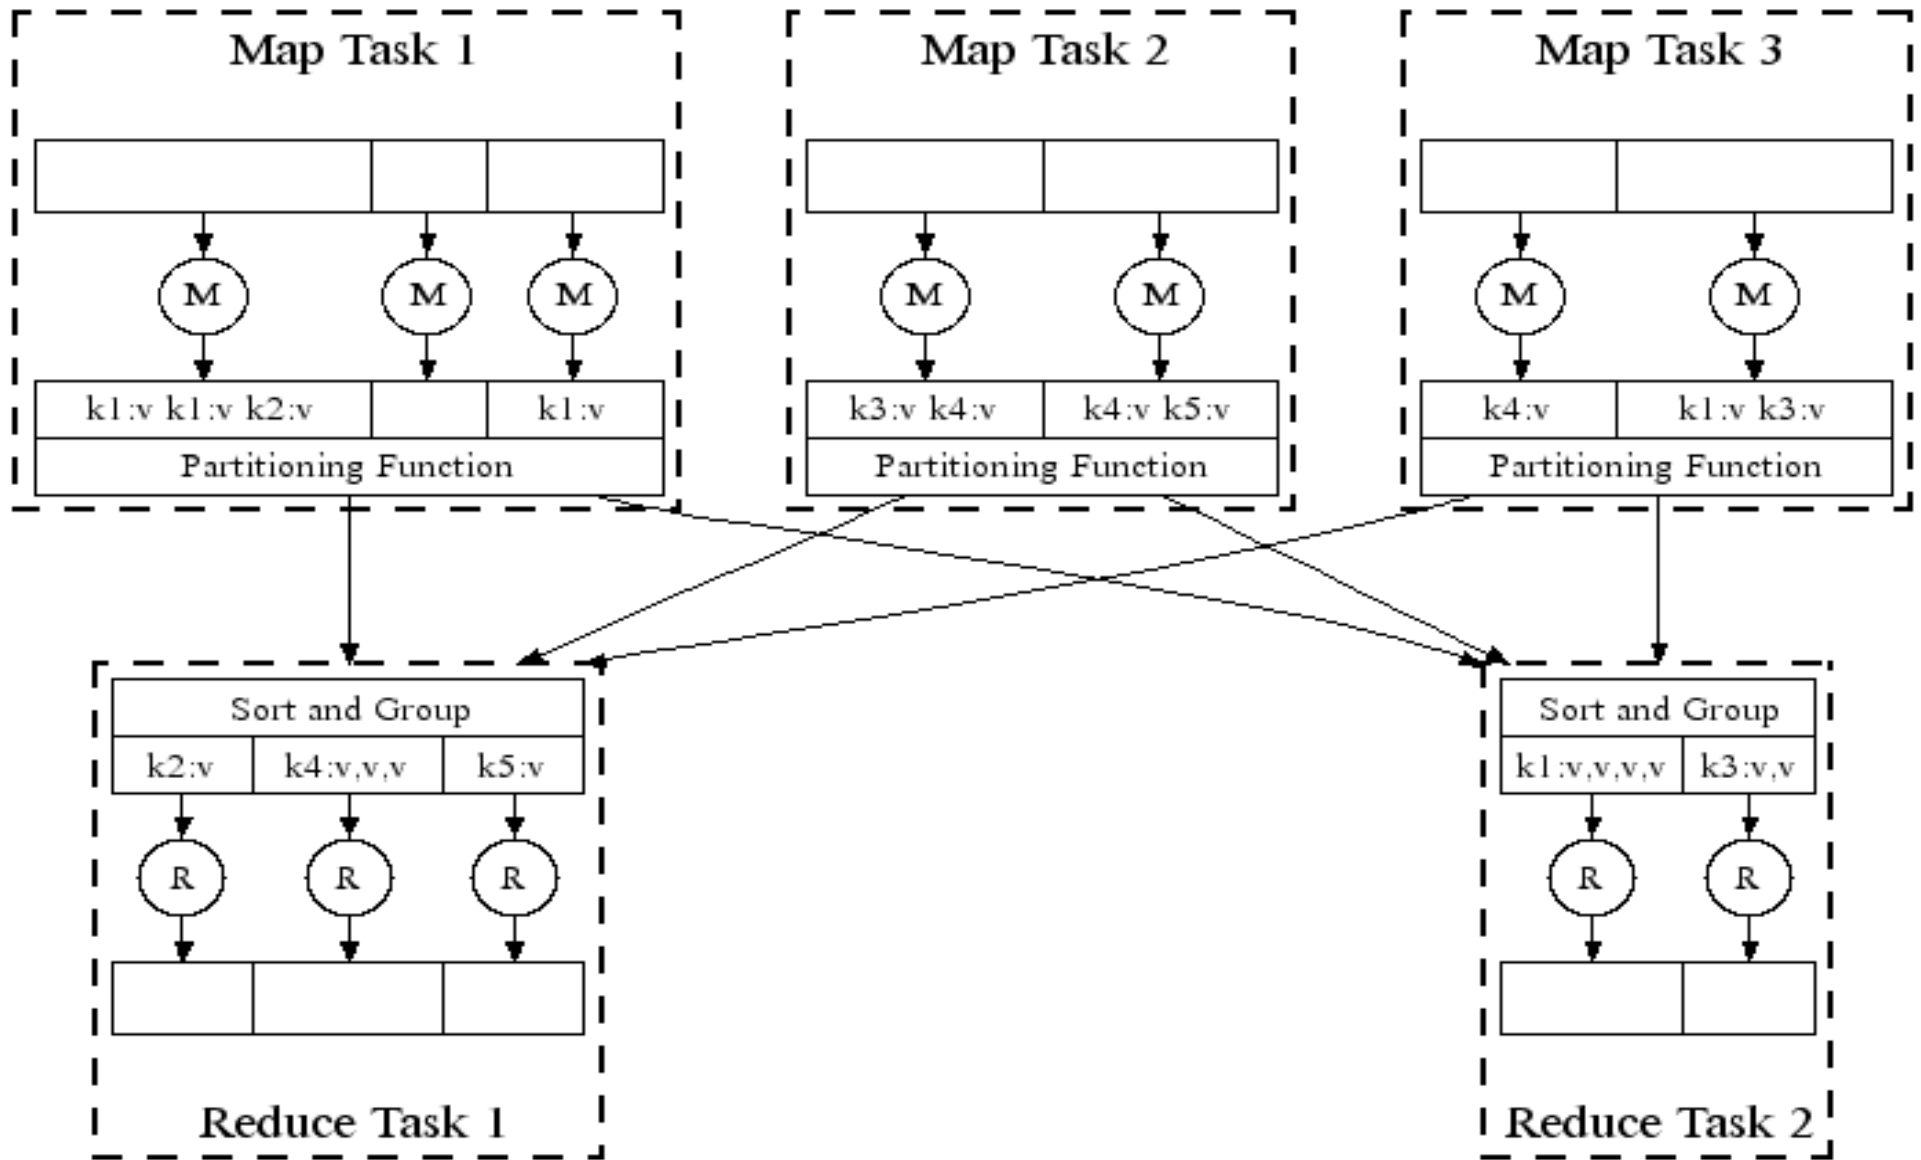 Map Task 1
Map Task 2
Map Task 3
M
M
M
M
M
M
M
k1:v k1:v k2:v
k1:v
k3:v k4:v
k4:v k5:v
k4:v
k1:v k3:v
Partitioning Function
Partitioning Function
Partitioning Function
Sort and Group
k2:v
k4:v,v,v
k5:v
R
R
R
Reduce Task 1
Sort and Group
k1:v,v,v,v
k3:v,v
R
R
Reduce Task 2